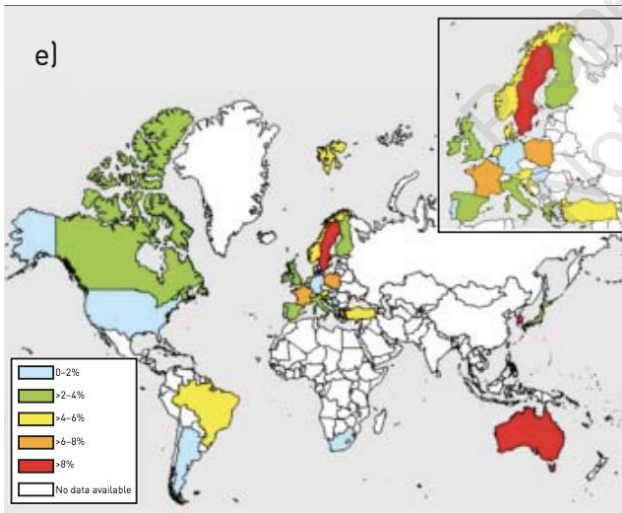 e)
0–2%
>2–4%
>4–6%
>6–8%
>8%
No data available